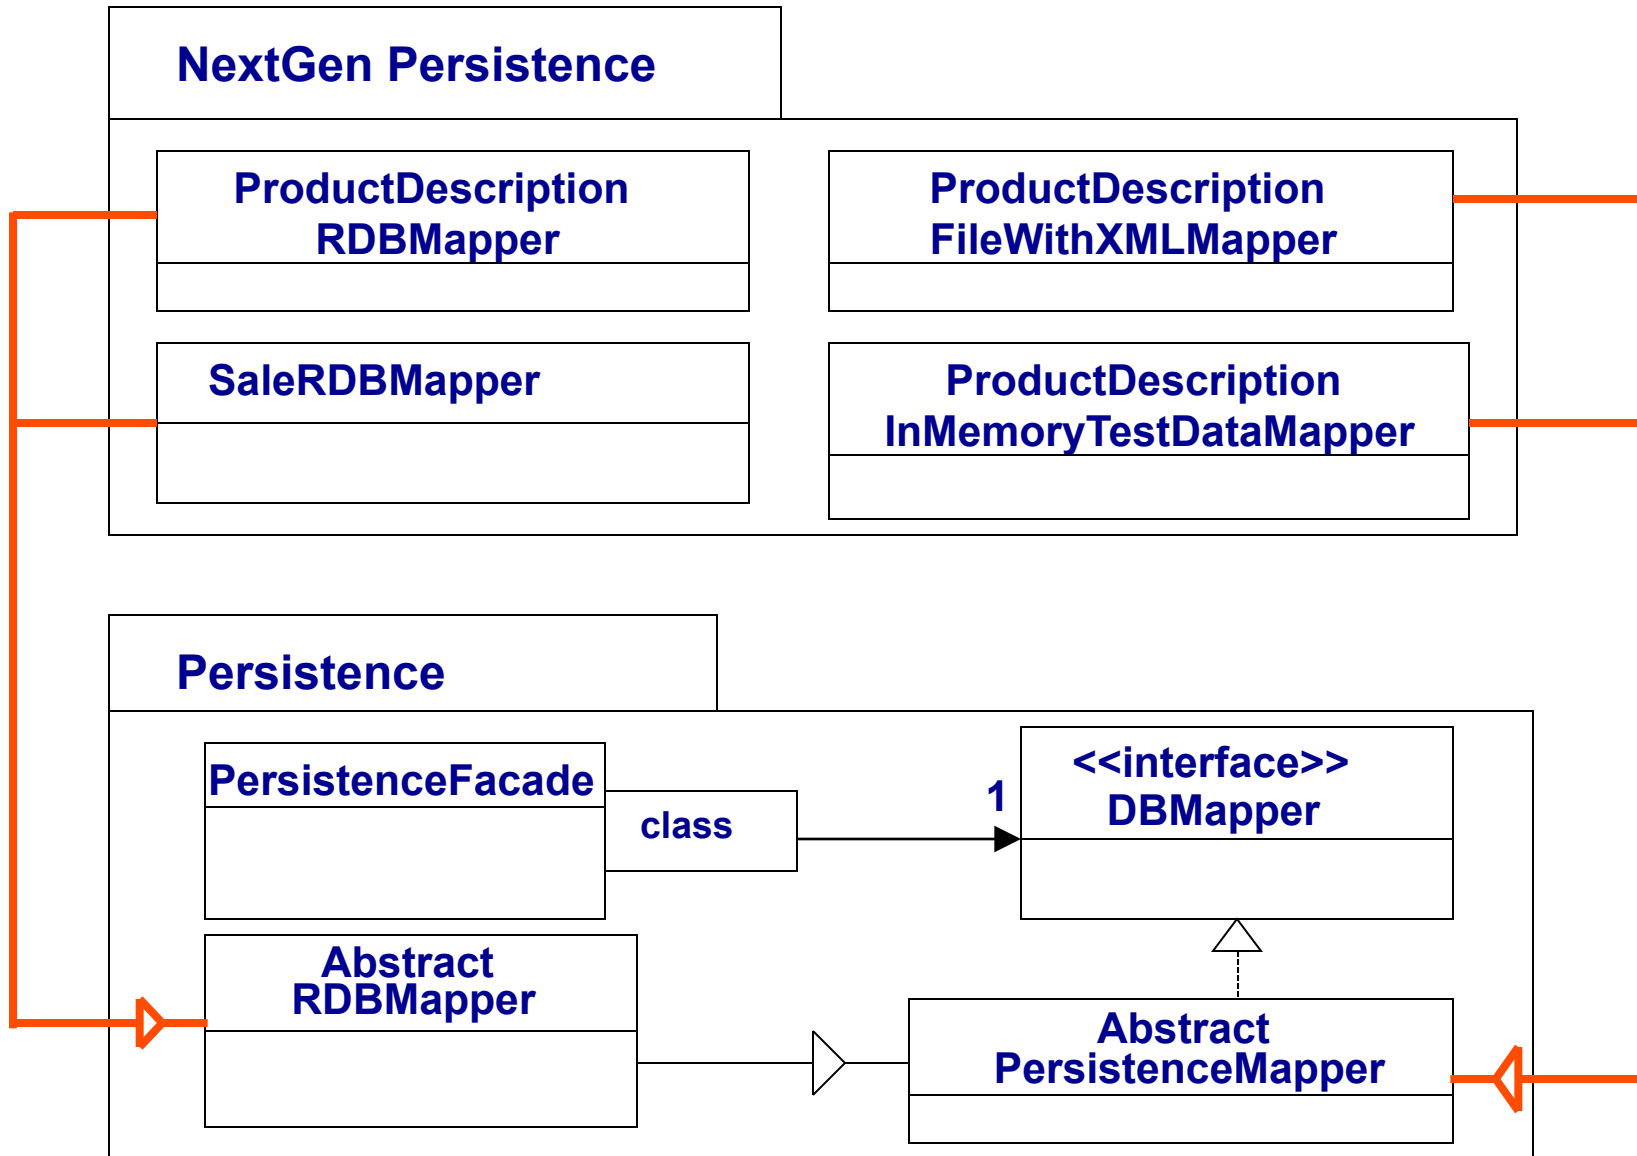 NextGen Persistence
ProductDescription
RDBMapper
ProductDescription
FileWithXMLMapper
SaleRDBMapper
ProductDescription
InMemoryTestDataMapper
Persistence
PersistenceFacade
class
1
<<interface>>
DBMapper
Abstract
RDBMapper
Abstract
PersistenceMapper